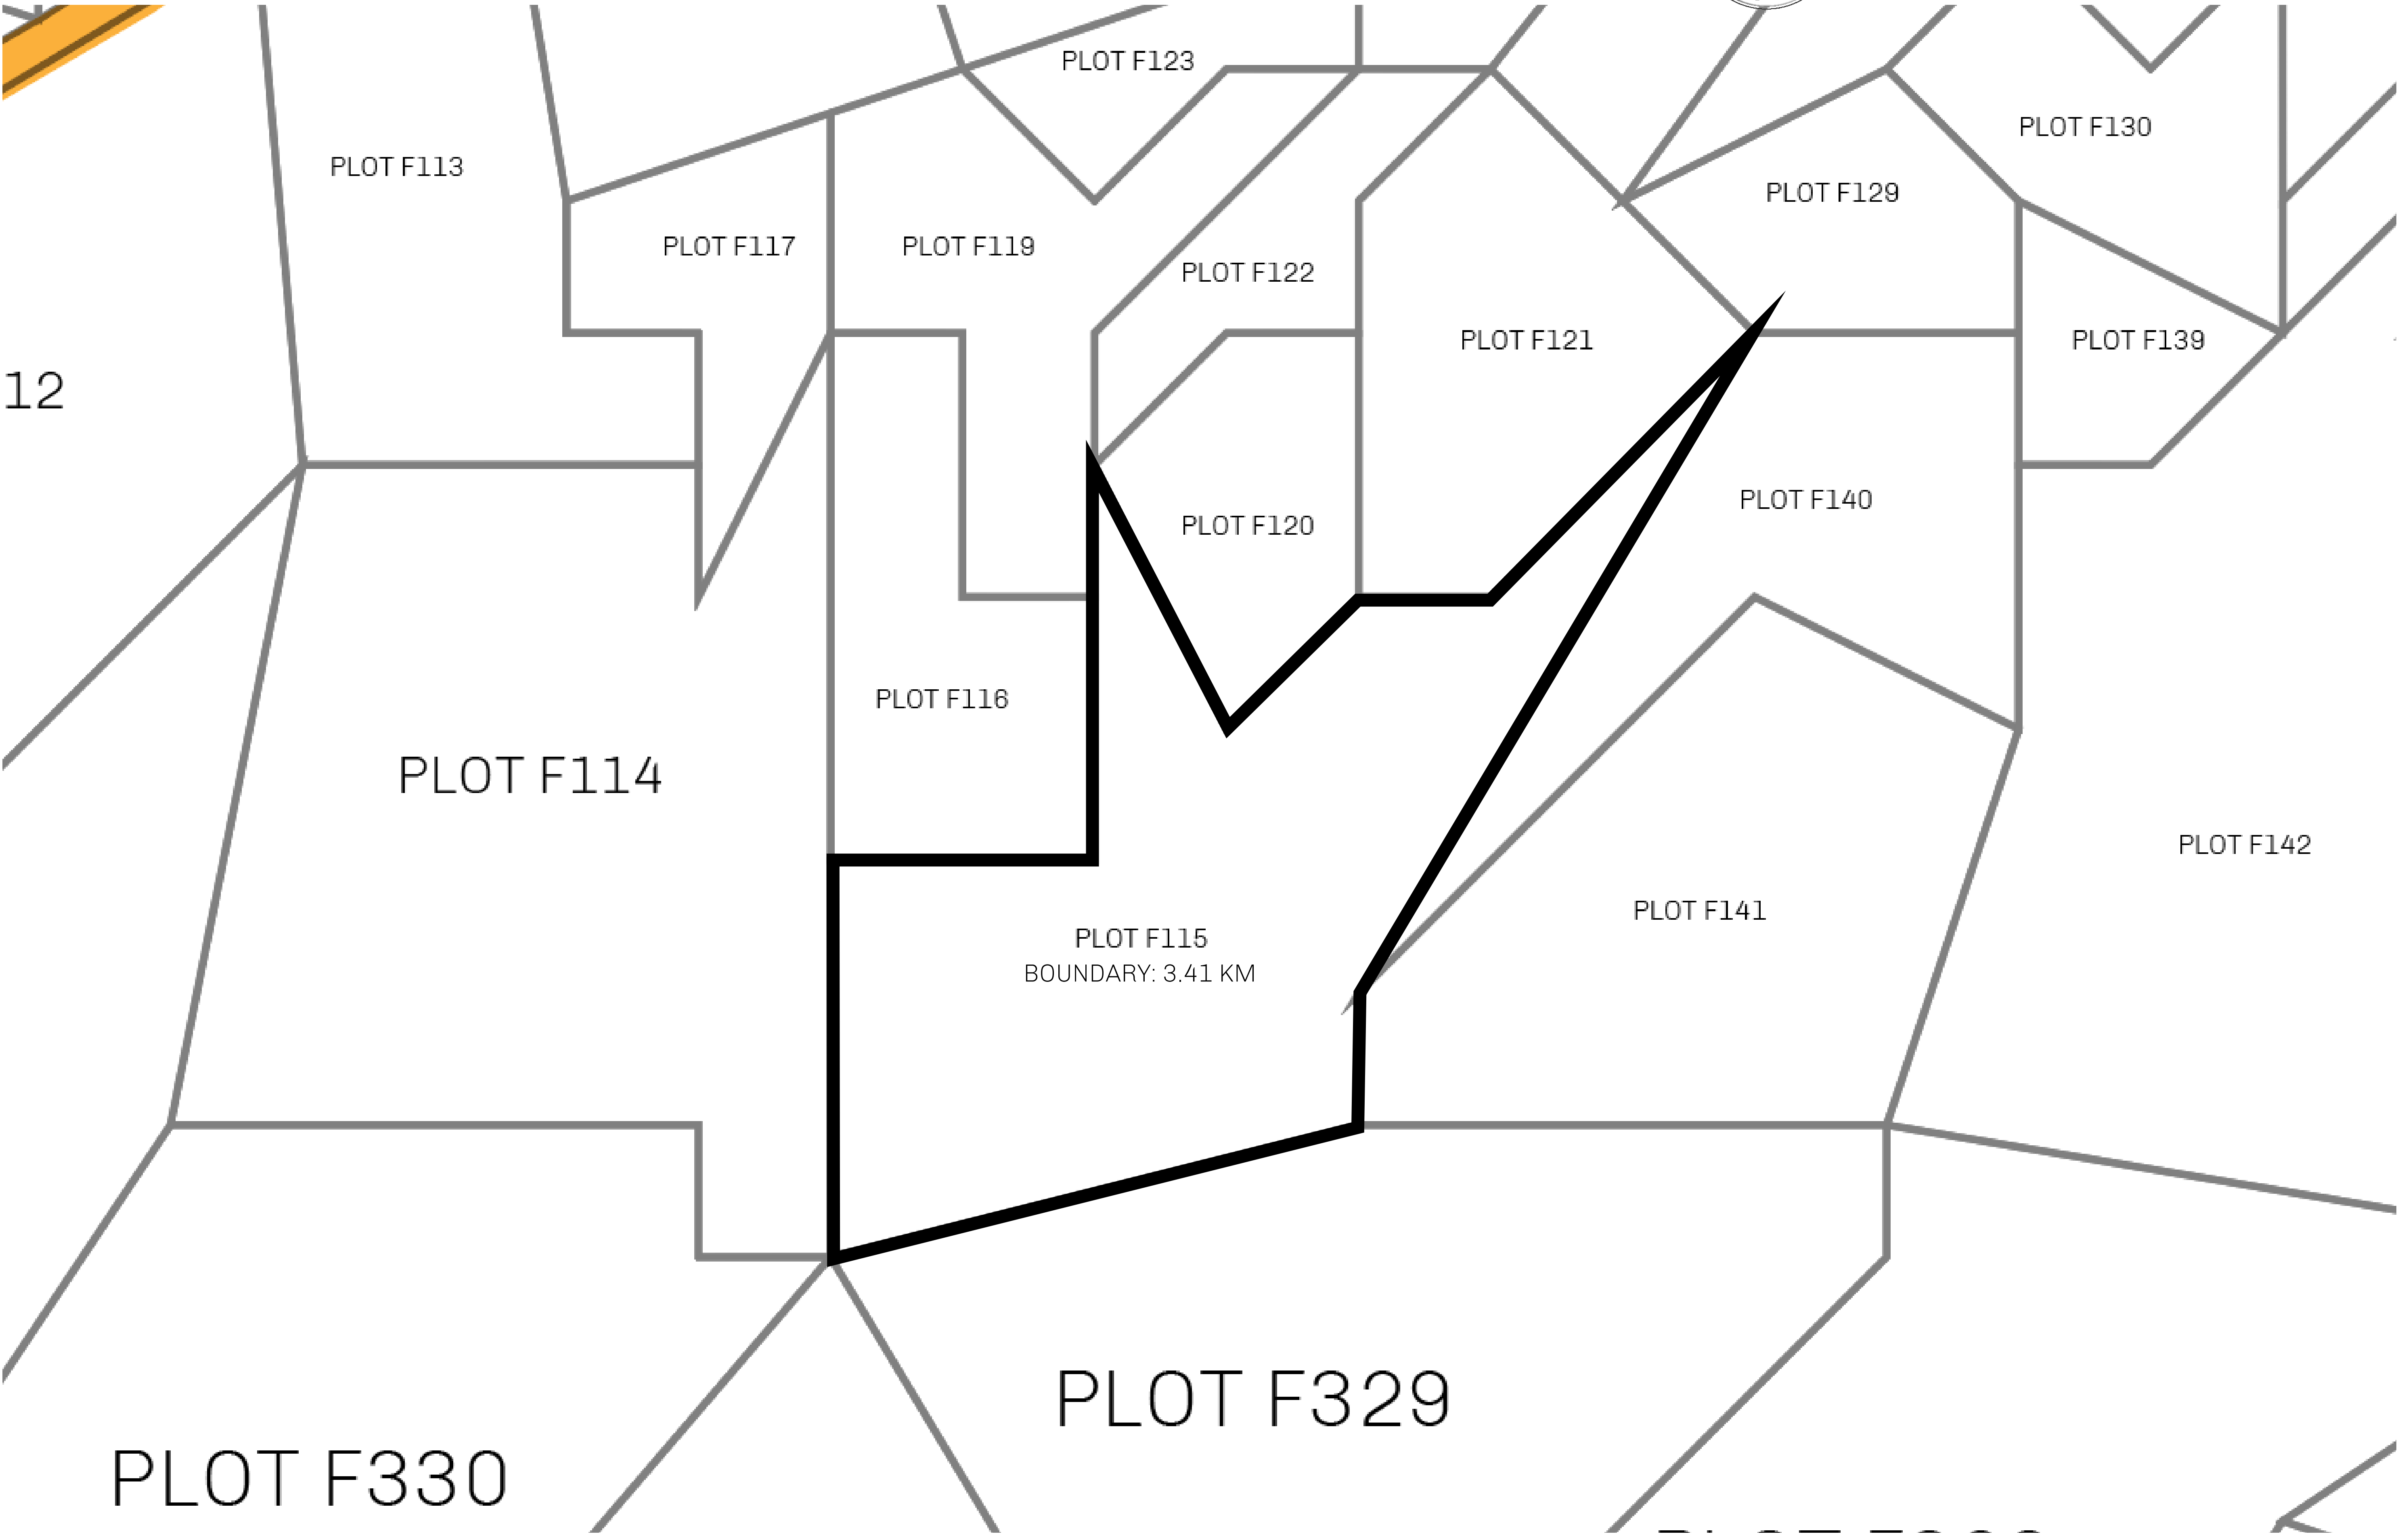 PLOT F123
PLOT F130
PLOT F113
PLOT F129
PLOT F117
PLOT F119
PLOT F122
PLOT F121
PLOT F139
12
PLOT F140
PLOT F120
PLOT F116
PLOT F114
PLOT F142
PLOT F141
PLOT F115
BOUNDARY: 3.41 KM
PLOT F329
PLOT F330